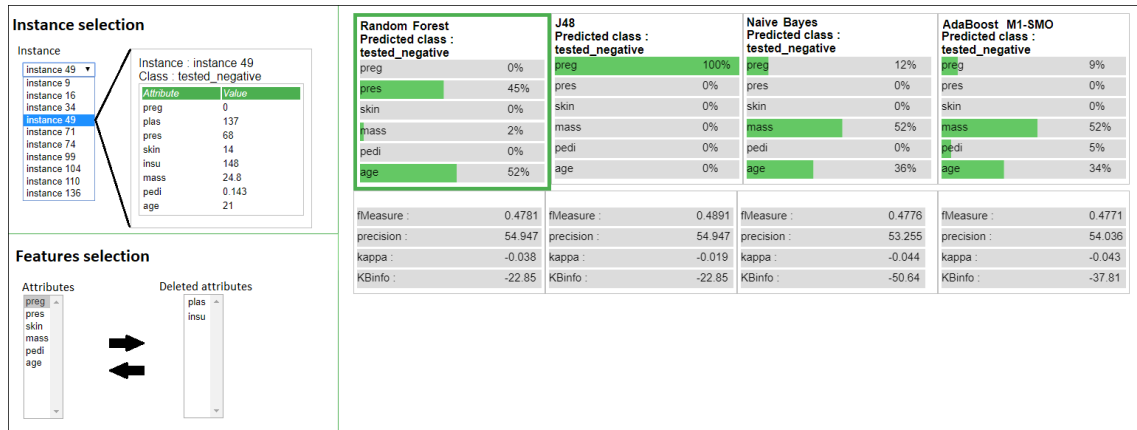 Instance selection
Instance
instance 49
instance 9
instance 16
instance 34
instance 49
instance 71
instance 74
instance 99
instance 104
instance 110
instance 136
Instance : instance 49
Class : tested_negative
Attribute Value
preg 0
plas 137
pres 68
skin 14
insu 148
mass 24.8
pedi 0.143
age 21
Features selection
Attributes
preg
pres
skin
mass
pedi
age
Deleted attributes
plas
insu
Random Forest
Predicted class :
tested_negative
preg 0%
pres 45%
skin 0%
mass 2%
pedi 0%
age 52%
fMeasure : 0.4781
precision : 54.947
kappa : -0.038
KBinfo : -22.85
J48
Predicted class :
tested_negative
preg 100%
pres 0%
skin 0%
mass 0%
pedi 0%
age 0%
fMeasure : 0.4891
precision : 54.947
kappa : -0.019
KBinfo : -22.85
Naive Bayes
Predicted class :
tested_negative
preg 12%
pres 0%
skin 0%
mass 52%
pedi 0%
age 36%
fMeasure : 0.4776
precision : 53.255
kappa : -0.044
KBinfo : -50.64
AdaBoost M1-SMO
Predicted class :
tested_negative
preg 9%
pres 0%
skin 0%
mass 52%
pedi 5%
age 34%
fMeasure : 0.4771
precision : 54.036
kappa : -0.043
KBinfo : -37.81